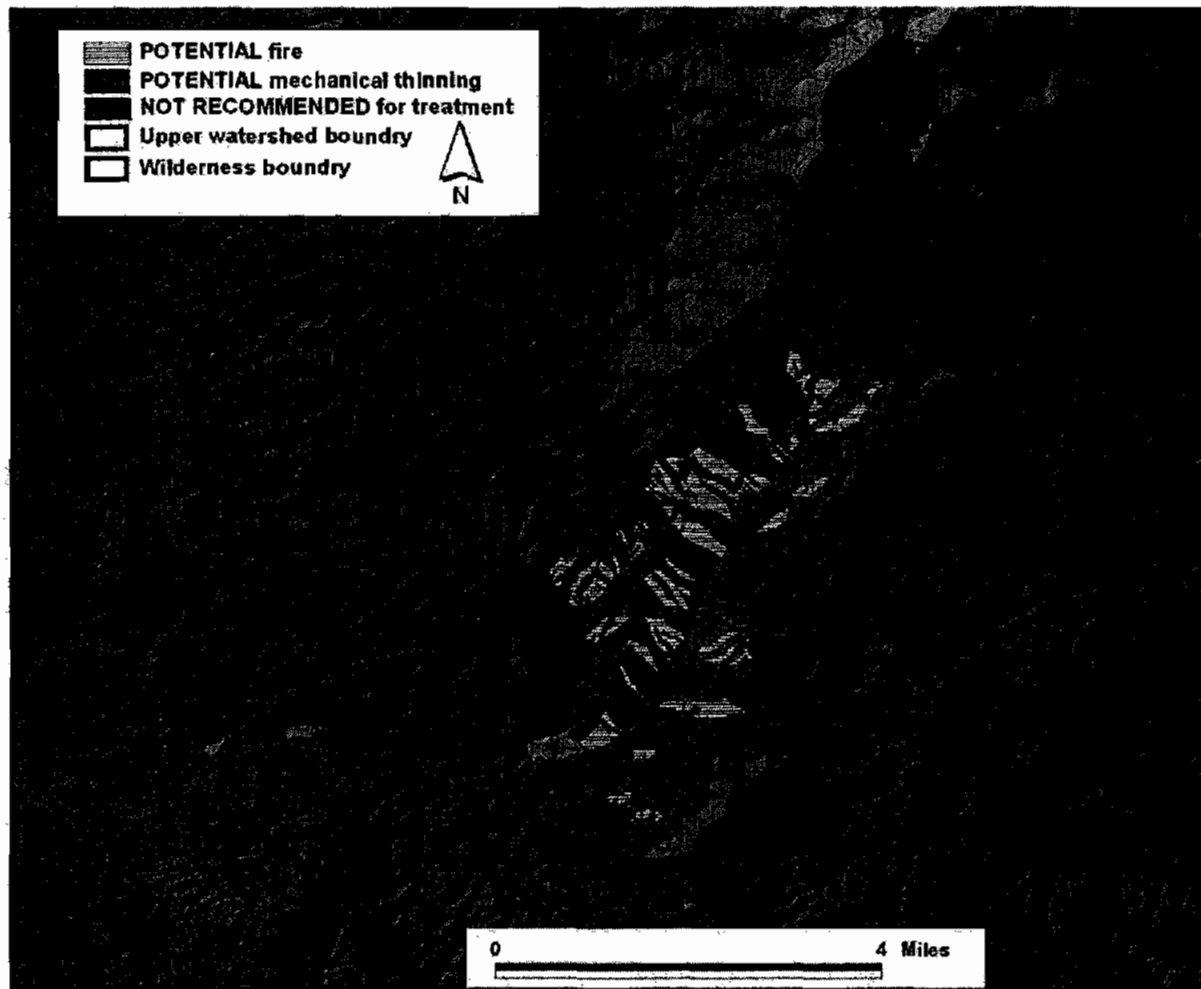 POTENTIAL fire
POTENTIAL mechanical thinning
NOT RECOMMENDED for treatment
Upper watershed boundry
Wilderness boundry
N
0 4 Miles